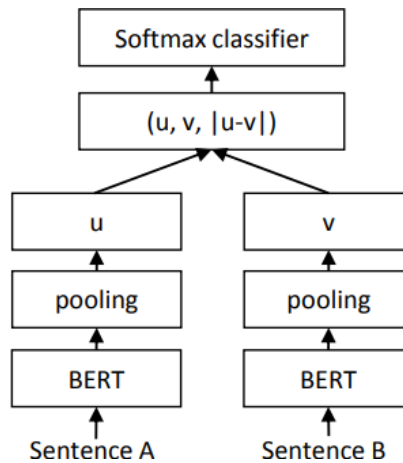 Softmax classifier
(u, v, |u-v|)
u v
pooling pooling
BERT BERT
Sentence A Sentence B